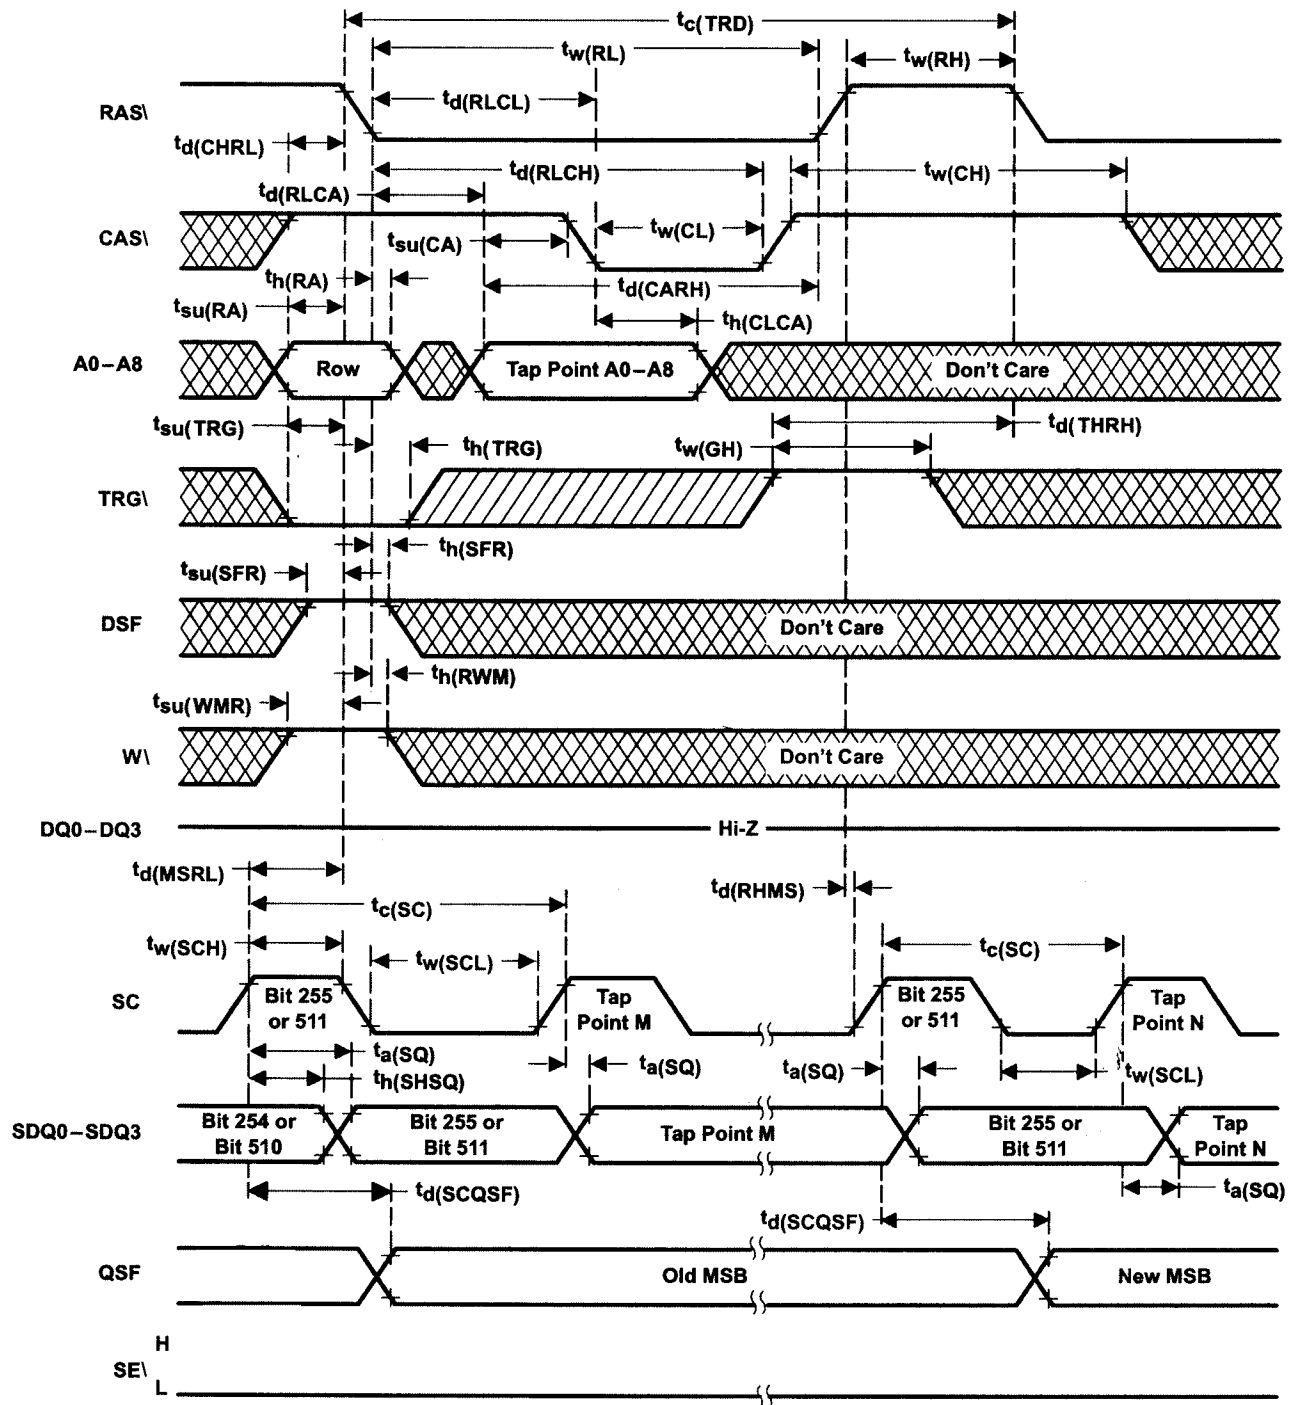 tc(TRD)
tw(RL)
tw(RH)
td(RLCL)
RAS\
td(CHRL)
td(RLCH)
tw(CH)
td(RLCA)
CAS\
tsu(CA)
tw(CL)
th(RA)
td(CARH)
tsu(RA)
th(CLCA)
A0–A8
Row
Tap Point A0–A8
Don't Care
tsu(TRG)
th(TRG)
tw(GH)
td(THRH)
TRG\
th(SFR)
tsu(SFR)
DSF
Don't Care
th(RWM)
tsu(WMR)
W\
Don't Care
DQ0–DQ3
Hi-Z
td(MSRL)
td(RHMS)
tc(SC)
tw(SCH)
tw(SCL)
tc(SC)
SC
Bit 255
or 511
Tap
Point M
Bit 255
or 511
Tap
Point N
ta(SQ)
th(SHSQ)
ta(SQ)
ta(SQ)
tw(SCL)
SDQ0–SDQ3
Bit 254 or
Bit 510
Bit 255 or
Bit 511
Tap Point M
Bit 255 or
Bit 511
Tap
Point N
td(SCQSF)
ta(SQ)
td(SCQSF)
QSF
Old MSB
New MSB
H
SE\
L